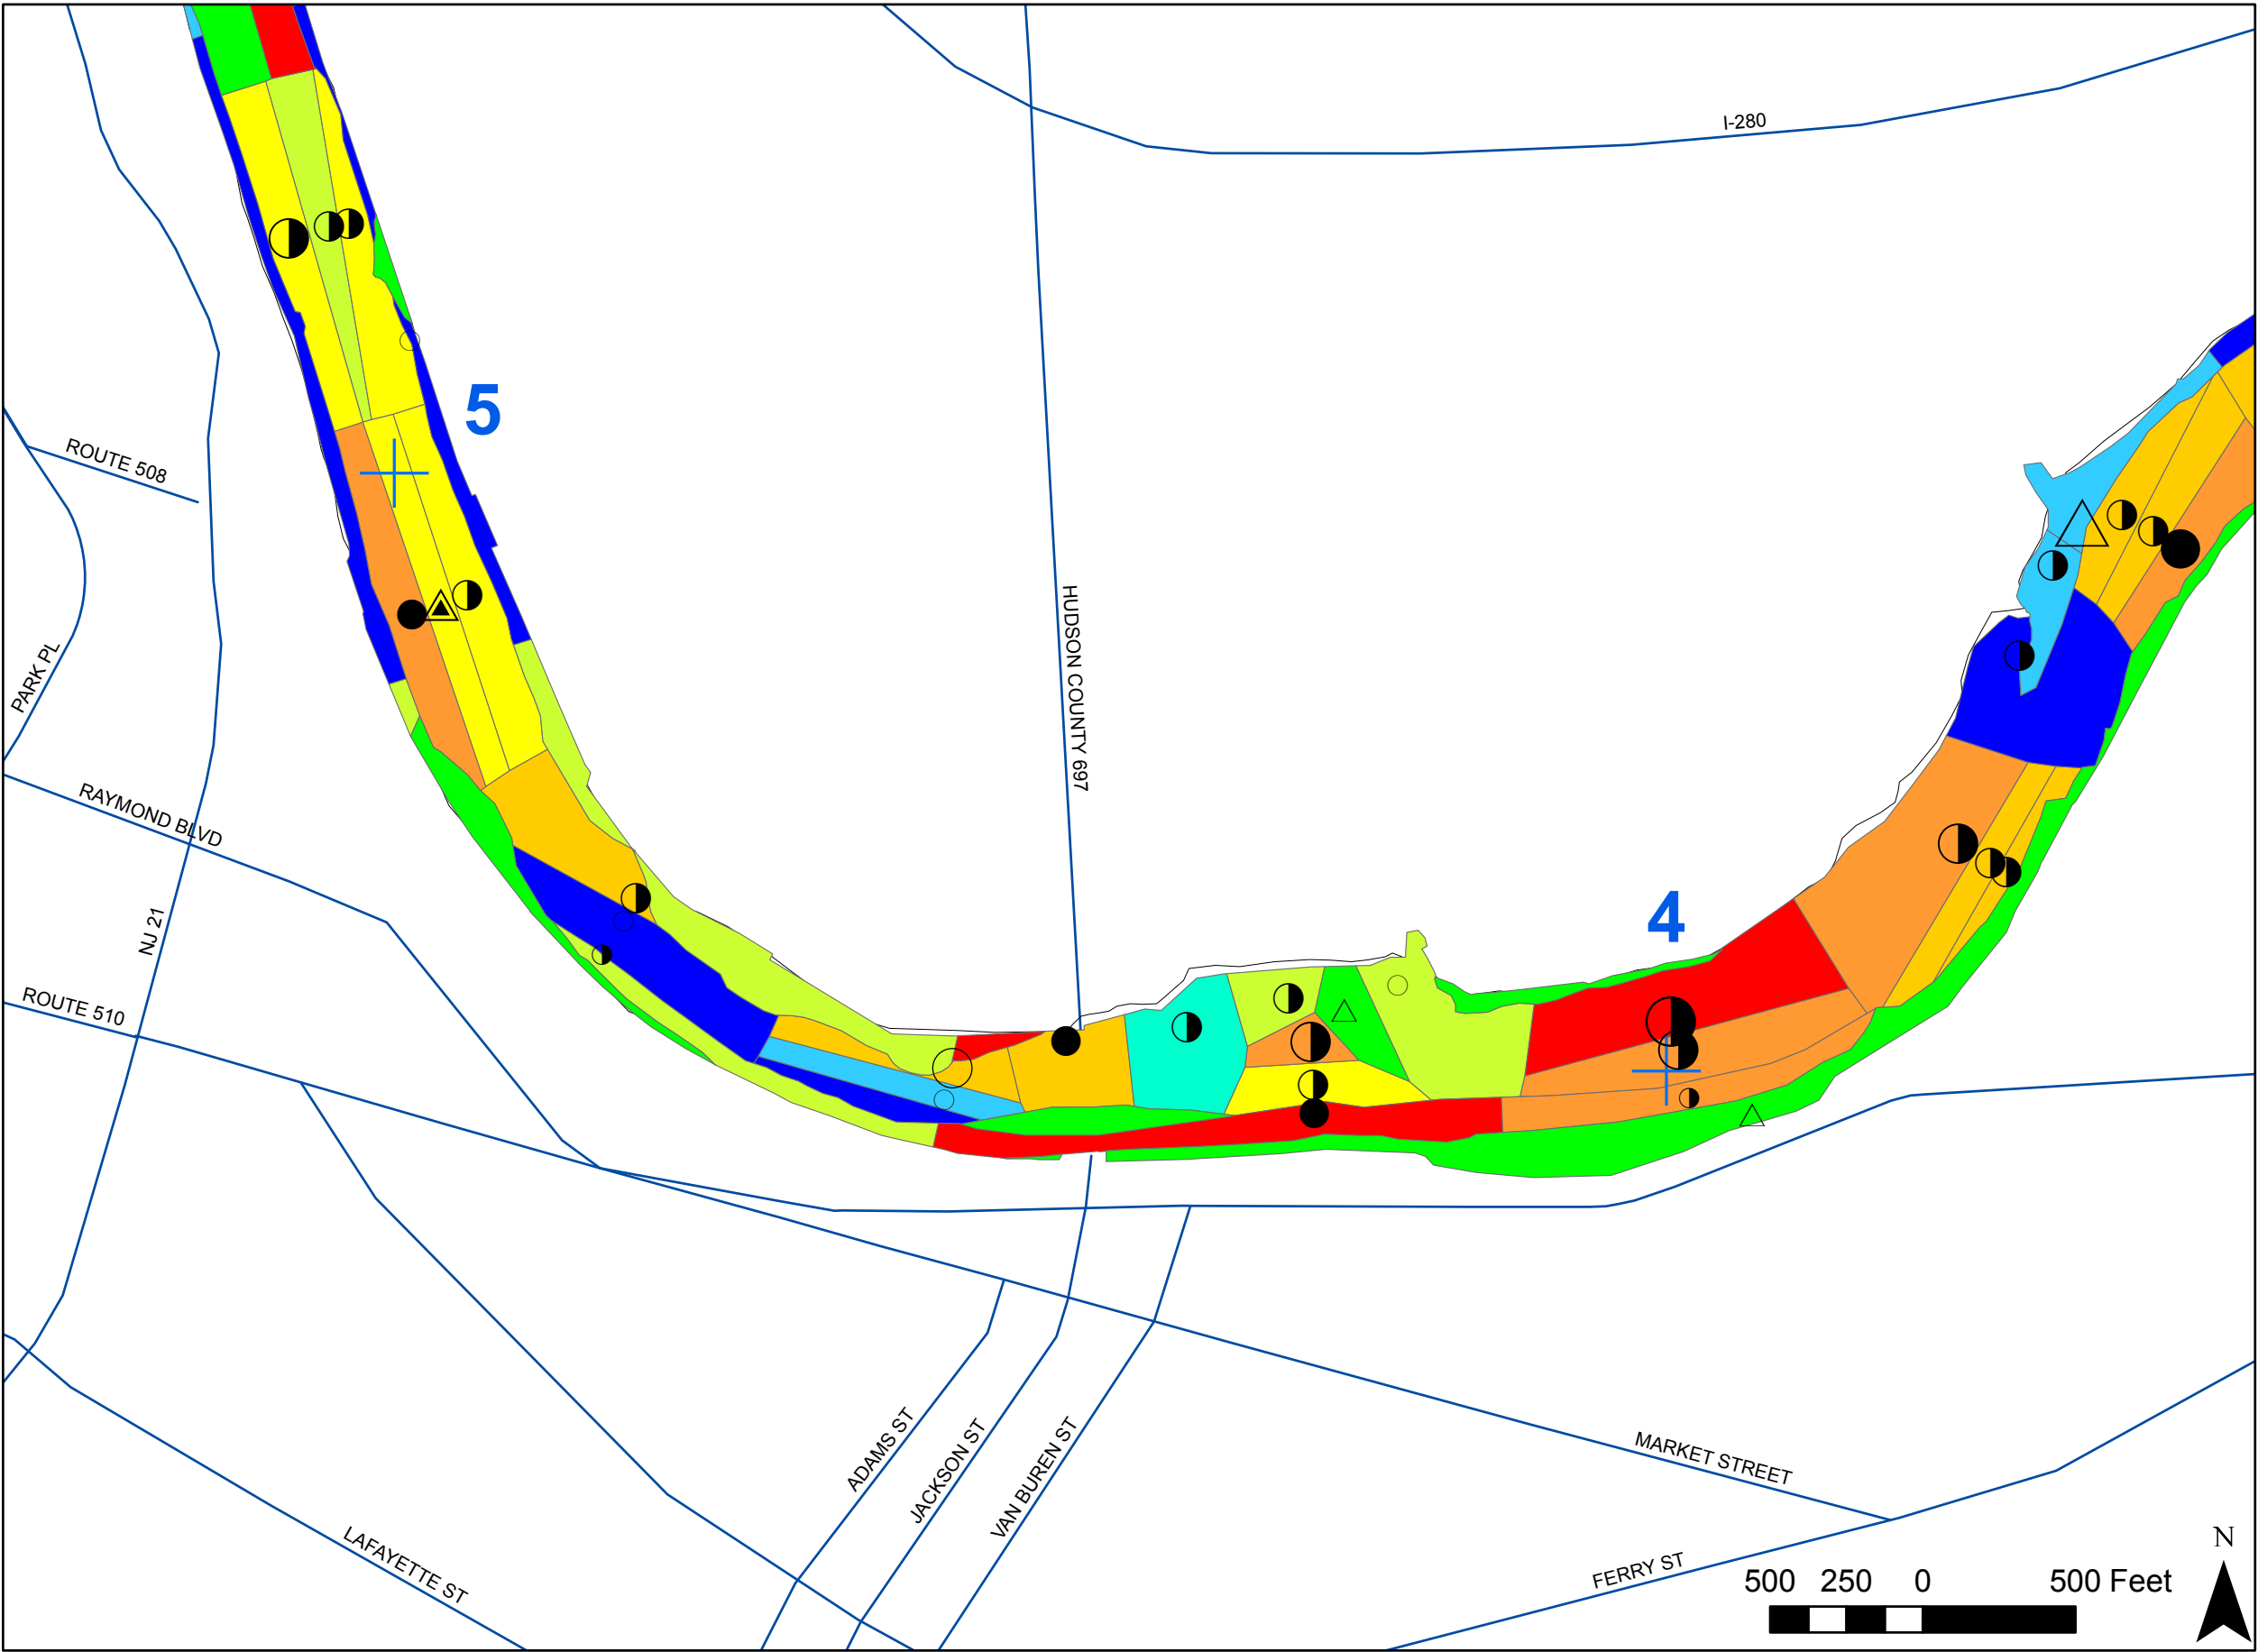 I-280
5
ROUTE 508
HUDSON COUNTY 697
PARK PL
RAYMOND BLVD
4
NJ 21
ROUTE 510
ADAMS ST
JACKSON ST
VAN BUREN ST
MARKET STREET
LAFAYETTE ST
FERRY ST
N
500 250 0 500 Feet